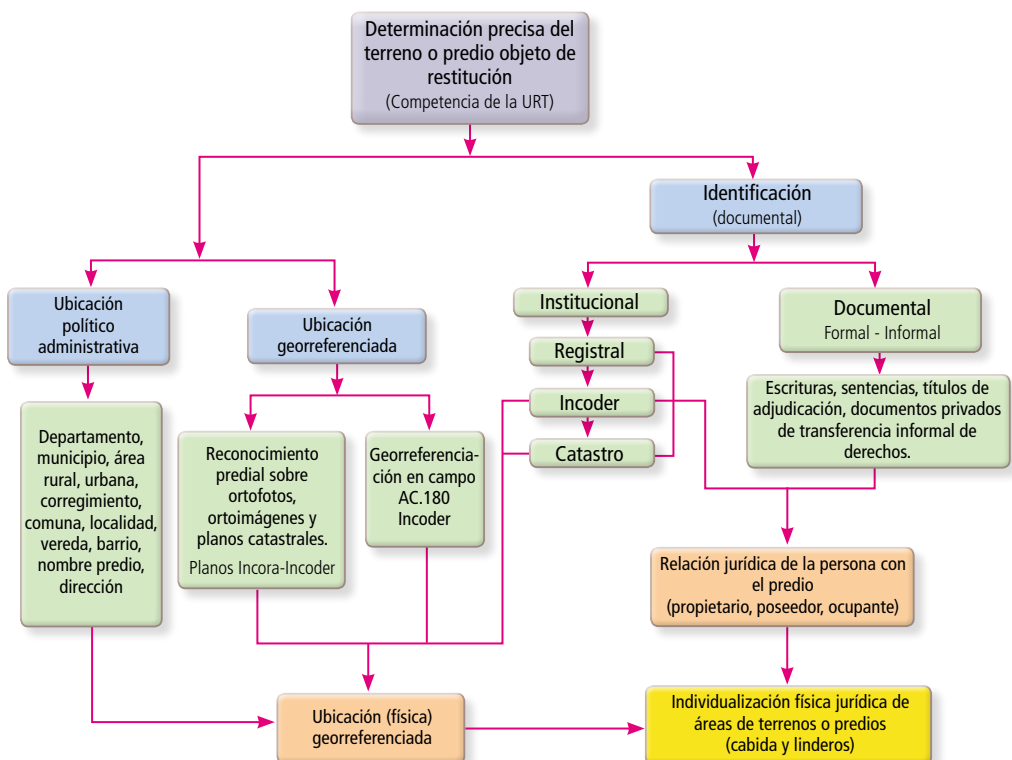 Determinación precisa del
terreno o predio objeto de
restitución
(Competencia de la URT)
Identificación
(documental)
Ubicación
político
administrativa
Ubicación
georreferenciada
Institucional
Registral
Incoder
Catastro
Documental
Formal - Informal
Escrituras, sentencias, títulos de
adjudicación, documentos privados
de transferencia informal de
derechos.
Departamento,
municipio, área
rural, urbana,
corregimiento,
comuna, localidad,
vereda, barrio,
nombre predio,
dirección
Reconocimiento
predial sobre
ortofotos,
ortoimágenes y
planos catastrales.
Planos Incora-Incoder
Georreferencia-
ción en campo
AC.180
Incoder
Relación jurídica de la persona con
el predio
(propietario, poseedor, ocupante)
Ubicación (física)
georreferenciada
Individualización física jurídica de
áreas de terrenos o predios
(cabida y linderos)